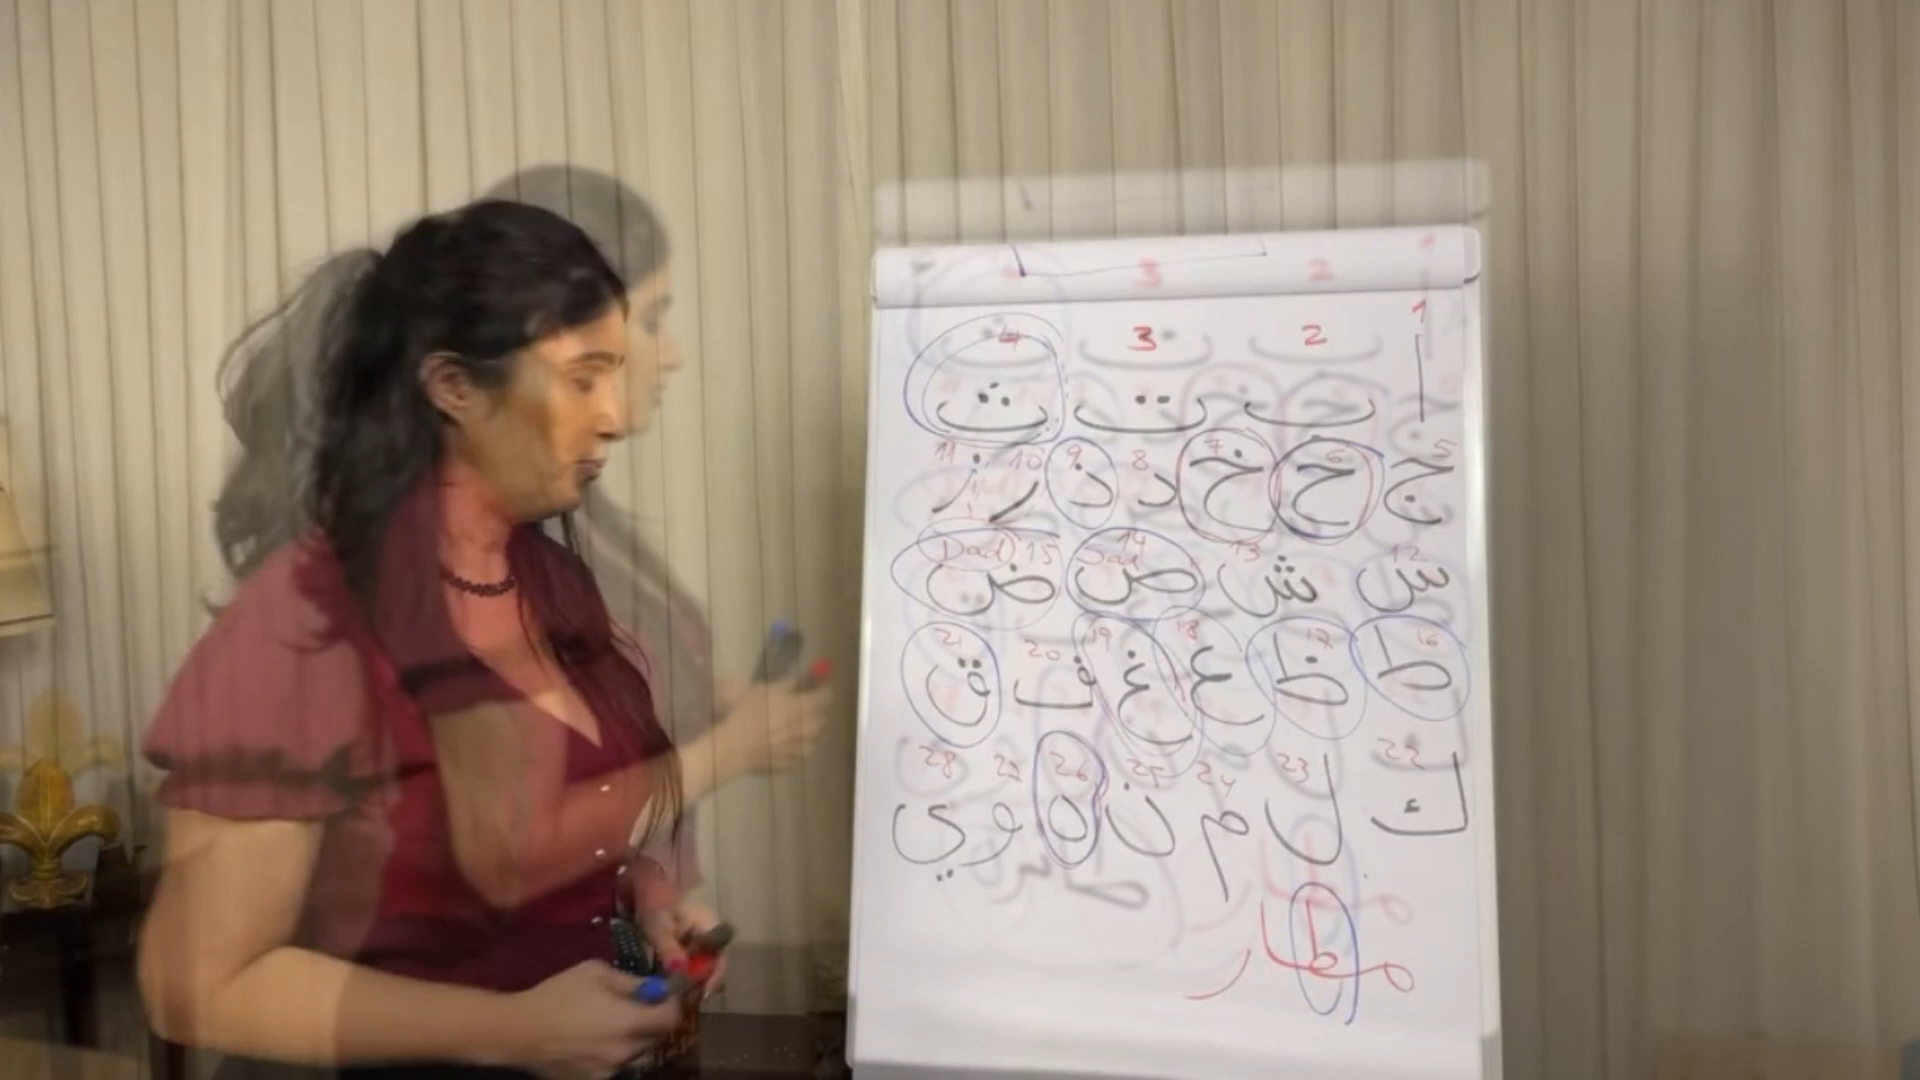 1 2 3 4
ا ب ت ث
5 6 7 8 9 10 11
ج ح خ د ذ ر ز
12 13 14 15
Sad Dad
س ش ص ض
16 17 18 19 20 21
ط ظ ع غ ف ق
22 23 24 25 26 27 28
ك ل م ن ه و ي